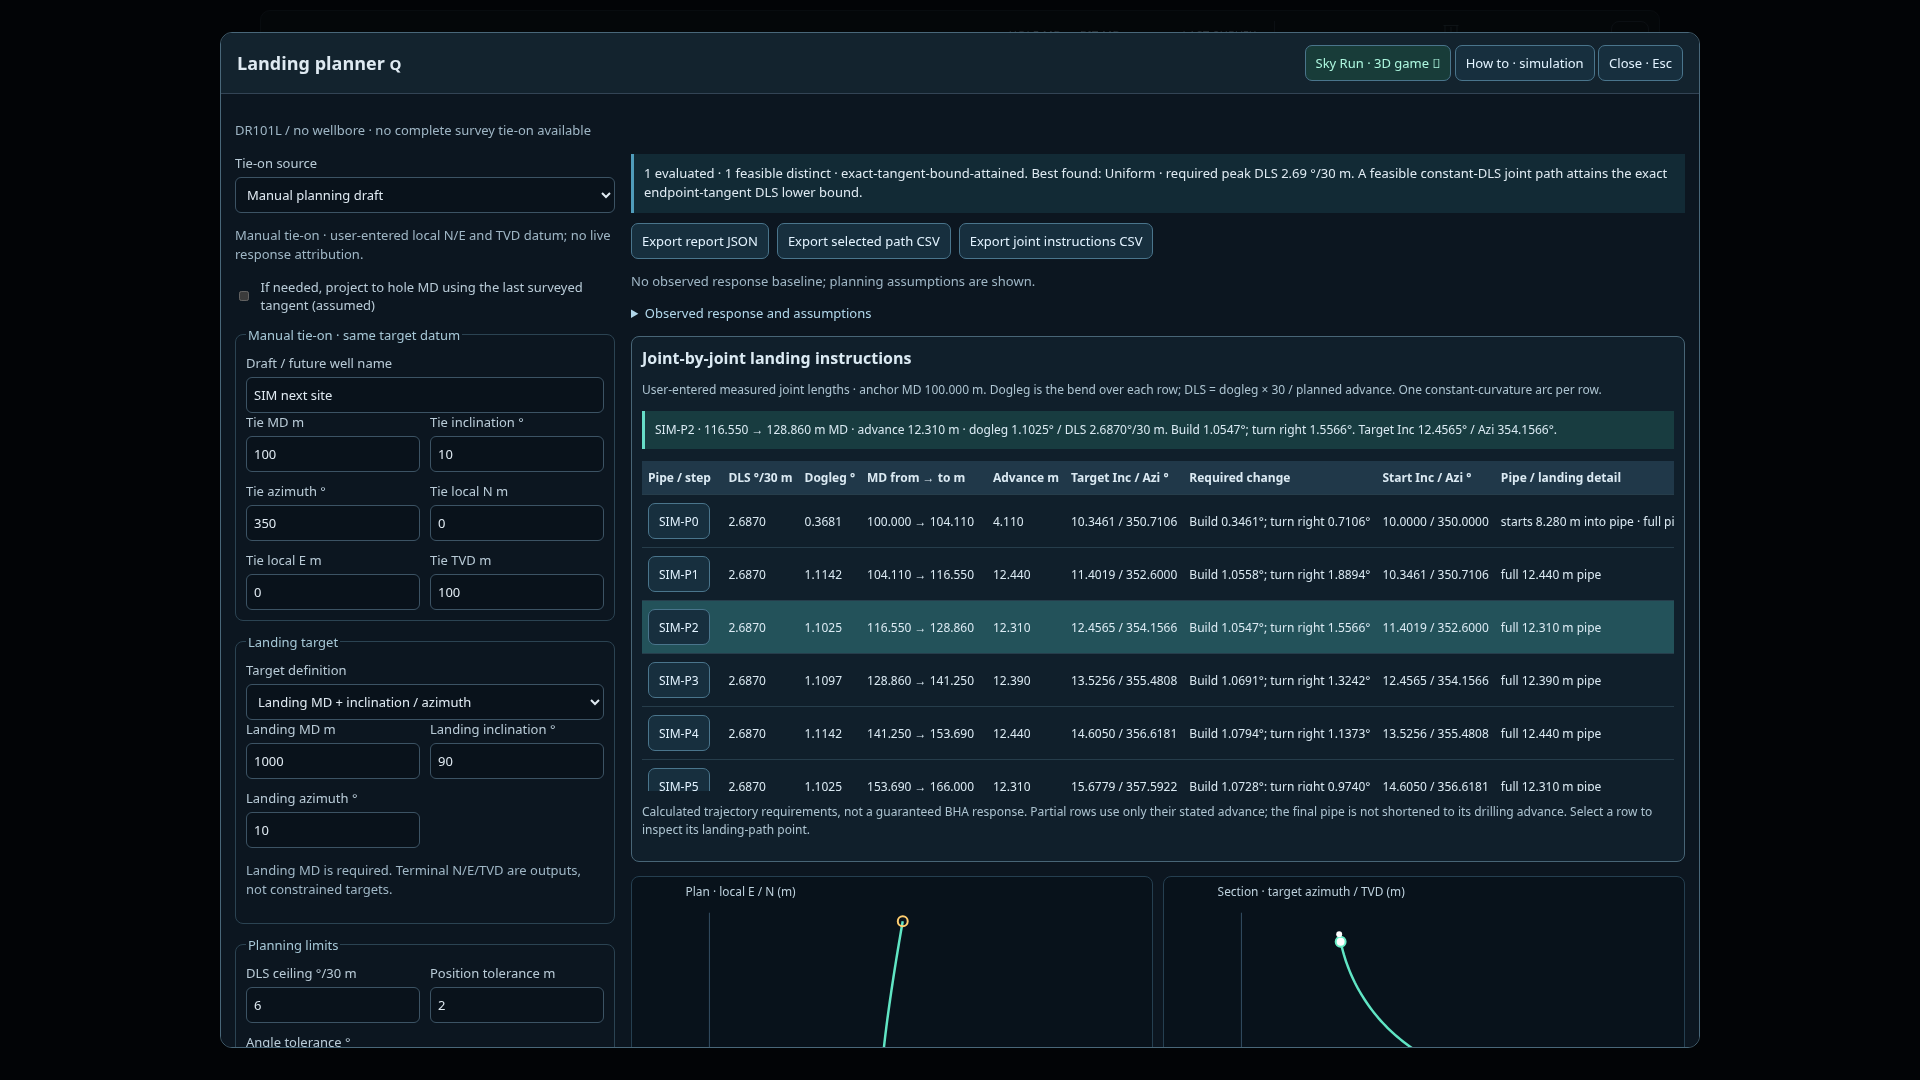 Landing planner Q
Sky Run · 3D game
How to · simulation
Close · Esc
DR101L / no wellbore · no complete survey tie-on available
Tie-on source
Manual planning draft
Manual tie-on · user-entered local N/E and TVD datum; no live
response attribution.
If needed, project to hole MD using the last surveyed
tangent (assumed)
Manual tie-on · same target datum
Draft / future well name
SIM next site
Tie MD m
Tie inclination °
100
10
Tie azimuth °
Tie local N m
350
0
Tie local E m
Tie TVD m
0
100
Landing target
Target definition
Landing MD + inclination / azimuth
Landing MD m
Landing inclination °
1000
90
Landing azimuth °
10
Landing MD is required. Terminal N/E/TVD are outputs,
not constrained targets.
Planning limits
DLS ceiling °/30 m
Position tolerance m
6
2
Angle tolerance °
1 evaluated · 1 feasible distinct · exact-tangent-bound-attained. Best found: Uniform · required peak DLS 2.69 °/30 m. A feasible constant-DLS joint path attains the exact
endpoint-tangent DLS lower bound.
Export report JSON
Export selected path CSV
Export joint instructions CSV
No observed response baseline; planning assumptions are shown.
▶ Observed response and assumptions
Joint-by-joint landing instructions
User-entered measured joint lengths · anchor MD 100.000 m. Dogleg is the bend over each row; DLS = dogleg × 30 / planned advance. One constant-curvature arc per row.
SIM-P2 · 116.550 → 128.860 m MD · advance 12.310 m · dogleg 1.1025° / DLS 2.6870°/30 m. Build 1.0547°; turn right 1.5566°. Target Inc 12.4565° / Azi 354.1566°.
Pipe / step DLS °/30 m Dogleg ° MD from → to m Advance m Target Inc / Azi ° Required change Start Inc / Azi ° Pipe / landing detail
SIM-P0 2.6870 0.3681 100.000 → 104.110 4.110 10.3461 / 350.7106 Build 0.3461°; turn right 0.7106° 10.0000 / 350.0000 starts 8.280 m into pipe · full pi
SIM-P1 2.6870 1.1142 104.110 → 116.550 12.440 11.4019 / 352.6000 Build 1.0558°; turn right 1.8894° 10.3461 / 350.7106 full 12.440 m pipe
SIM-P2 2.6870 1.1025 116.550 → 128.860 12.310 12.4565 / 354.1566 Build 1.0547°; turn right 1.5566° 11.4019 / 352.6000 full 12.310 m pipe
SIM-P3 2.6870 1.1097 128.860 → 141.250 12.390 13.5256 / 355.4808 Build 1.0691°; turn right 1.3242° 12.4565 / 354.1566 full 12.390 m pipe
SIM-P4 2.6870 1.1142 141.250 → 153.690 12.440 14.6050 / 356.6181 Build 1.0794°; turn right 1.1373° 13.5256 / 355.4808 full 12.440 m pipe
SIM-P5 2.6870 1.1025 153.690 → 166.000 12.310 15.6779 / 357.5922 Build 1.0728°; turn right 0.9740° 14.6050 / 356.6181 full 12.310 m pipe
Calculated trajectory requirements, not a guaranteed BHA response. Partial rows use only their stated advance; the final pipe is not shortened to its drilling advance. Select a row to
inspect its landing-path point.
Plan · local E / N (m)
Section · target azimuth / TVD (m)